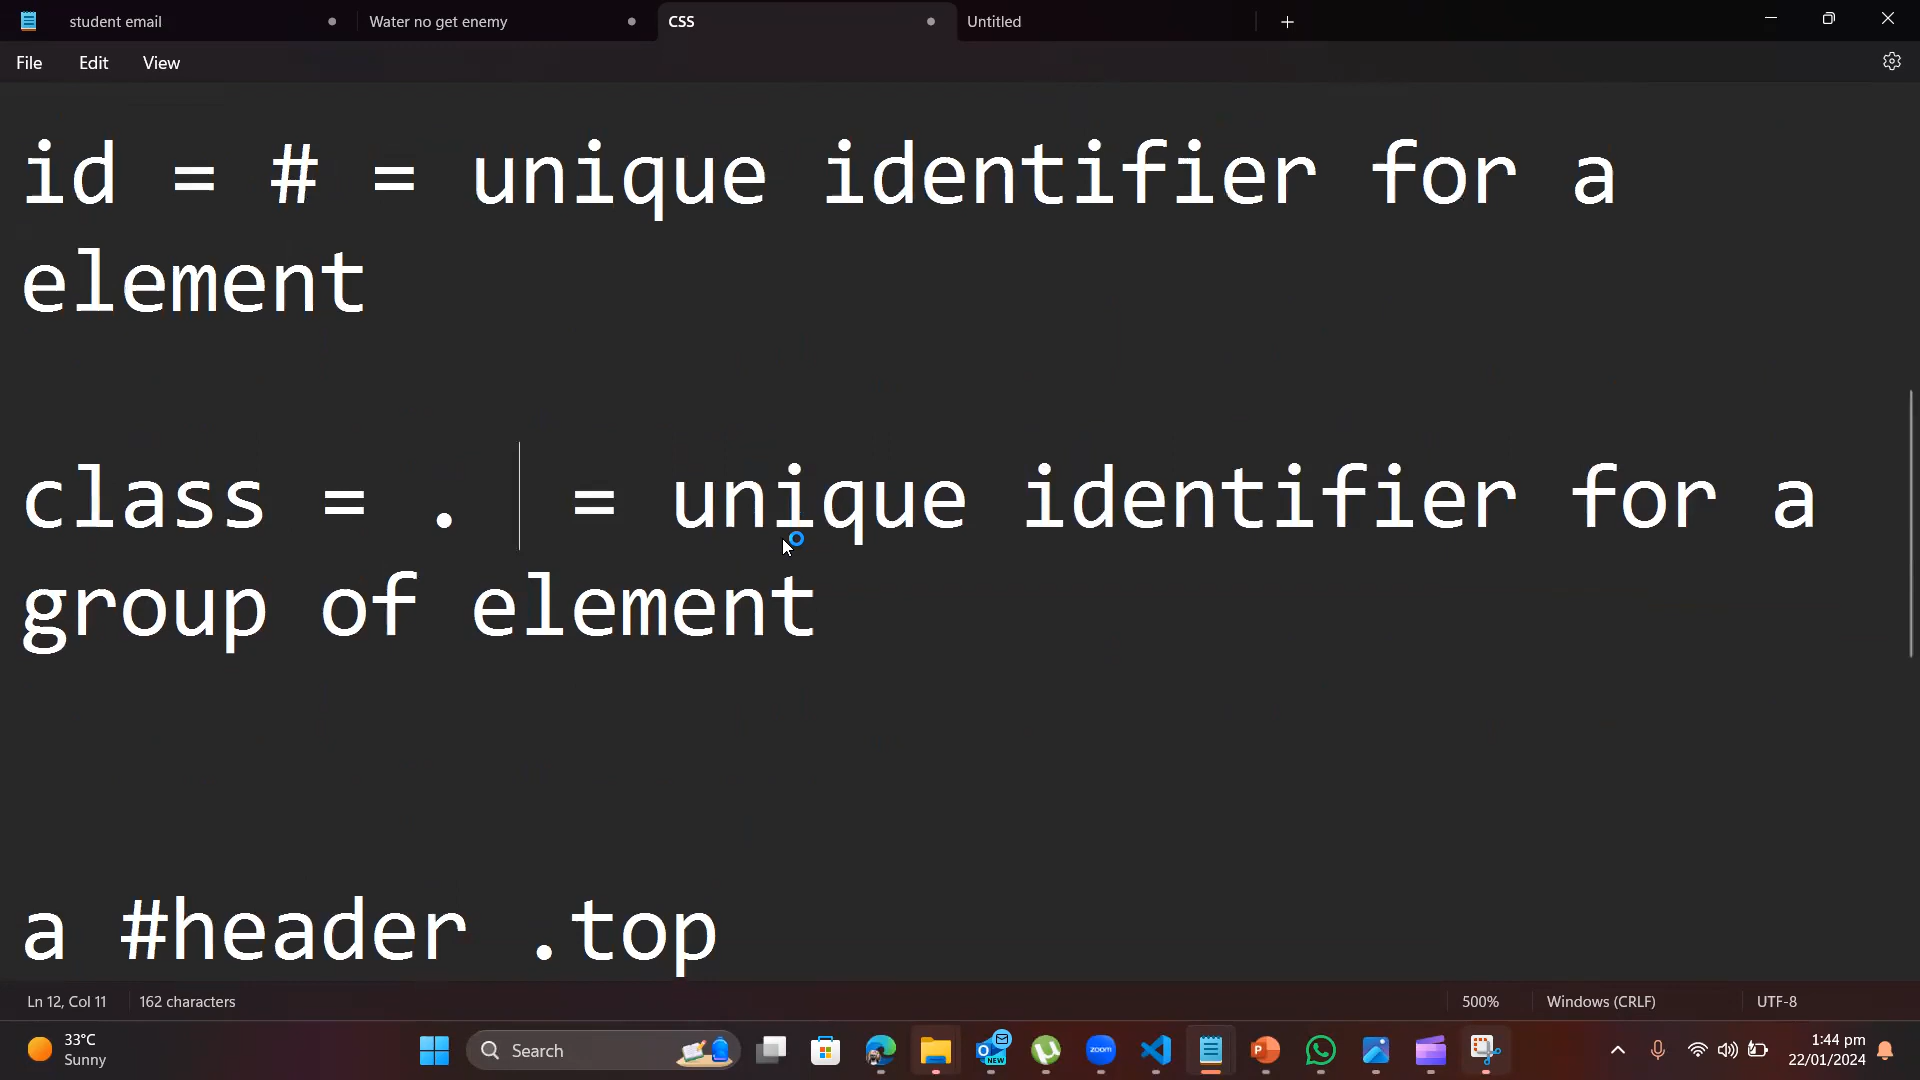 student email
Water no get enemy
CSS
Untitled
File
Edit
View
id = # = unique identifier for a
element
class = .  = unique identifier for a
group of element
a #header .top
Ln 12, Col 11
162 characters
500%
Windows (CRLF)
UTF-8
33°C
Sunny
Search
NEW
zoom
1:44 pm
22/01/2024